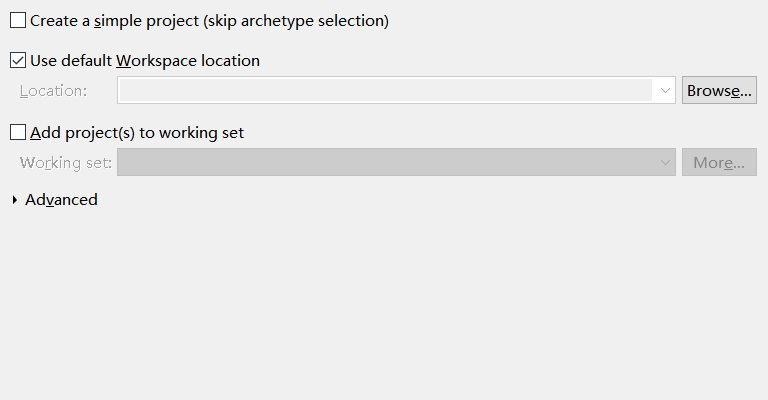 Create a simple project (skip archetype selection)
Use default Workspace location
Location: Browse...
Add project(s) to working set
Working set: More...
Advanced